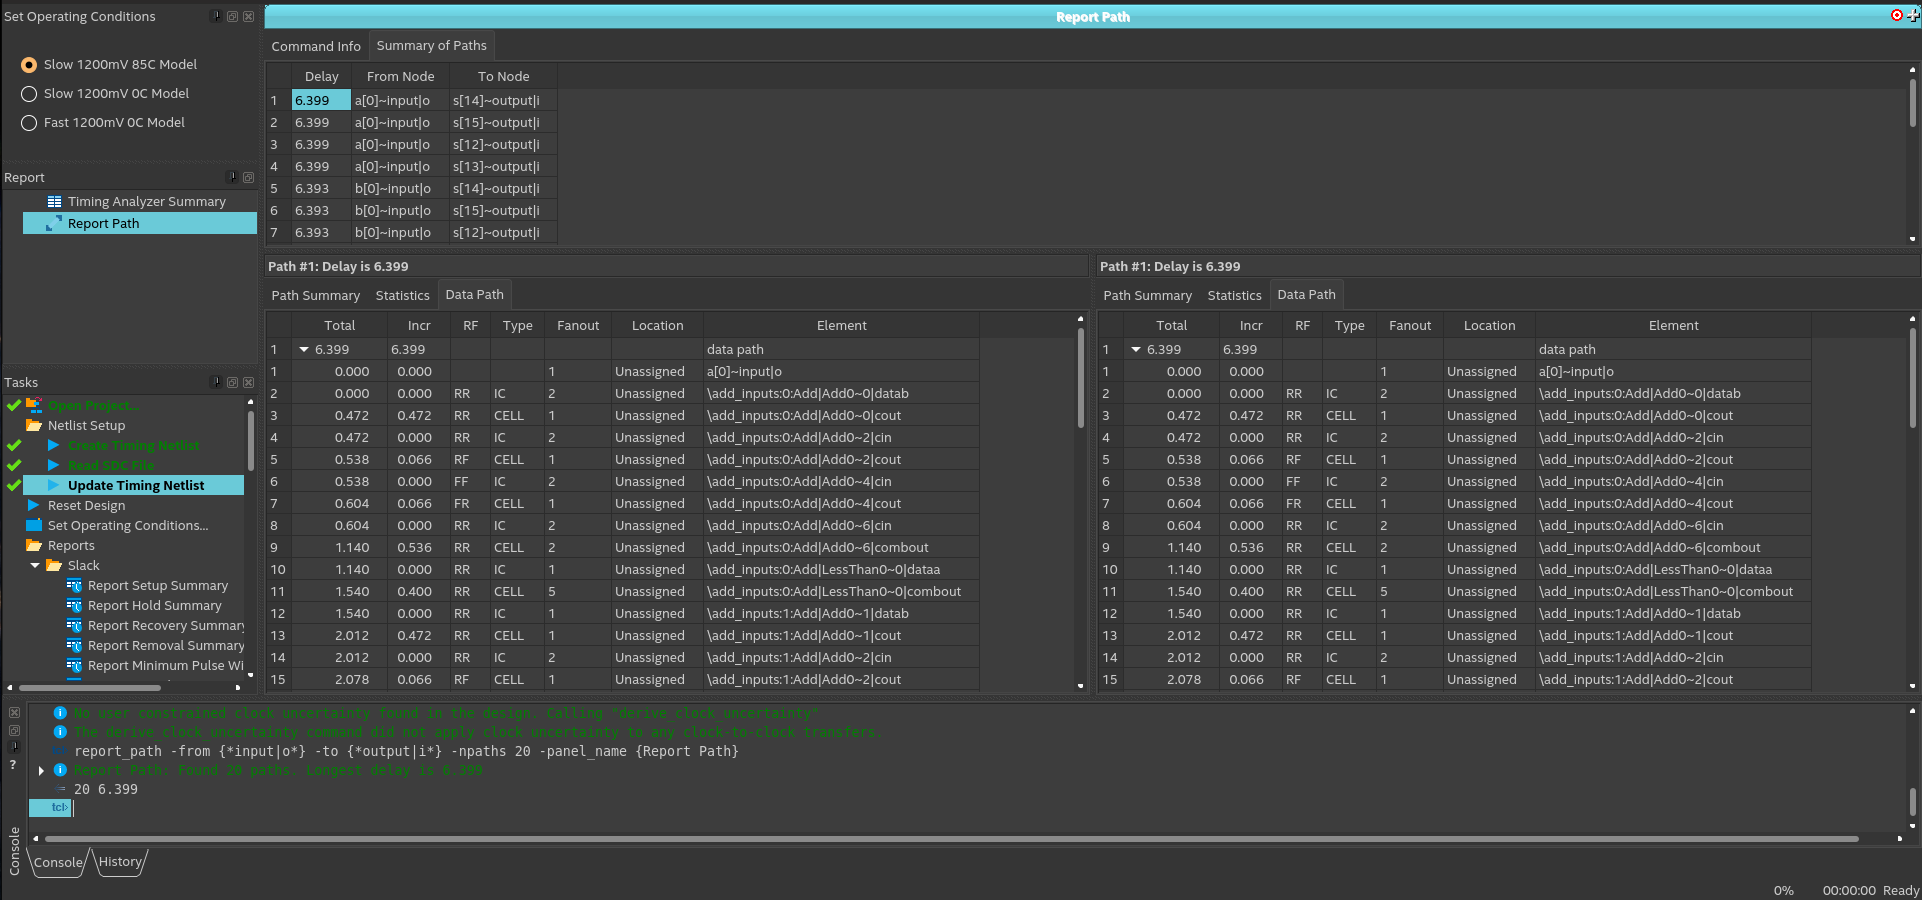 Set Operating Conditions
Slow 1200mV 85C Model
Slow 1200mV 0C Model
Fast 1200mV 0C Model
Report
Timing Analyzer Summary
Report Path
Tasks
Open Project...
Netlist Setup
Create Timing Netlist
Read SDC File
Update Timing Netlist
Reset Design
Set Operating Conditions...
Reports
Slack
Report Setup Summary
Report Hold Summary
Report Recovery Summary
Report Removal Summary
Report Minimum Pulse Wi
Report Path
Command Info Summary of Paths
Delay From Node To Node
1 6.399 a[0]~input|o s[14]~output|i
2 6.399 a[0]~input|o s[15]~output|i
3 6.399 a[0]~input|o s[12]~output|i
4 6.399 a[0]~input|o s[13]~output|i
5 6.393 b[0]~input|o s[14]~output|i
6 6.393 b[0]~input|o s[15]~output|i
7 6.393 b[0]~input|o s[12]~output|i
Path #1: Delay is 6.399
Path Summary Statistics Data Path
Total Incr RF Type Fanout Location Element
1 6.399 6.399 data path
1 0.000 0.000 1 Unassigned a[0]~input|o
2 0.000 0.000 RR IC 2 Unassigned \add_inputs:0:Add|Add0~0|datab
3 0.472 0.472 RR CELL 1 Unassigned \add_inputs:0:Add|Add0~0|cout
4 0.472 0.000 RR IC 2 Unassigned \add_inputs:0:Add|Add0~2|cin
5 0.538 0.066 RF CELL 1 Unassigned \add_inputs:0:Add|Add0~2|cout
6 0.538 0.000 FF IC 2 Unassigned \add_inputs:0:Add|Add0~4|cin
7 0.604 0.066 FR CELL 1 Unassigned \add_inputs:0:Add|Add0~4|cout
8 0.604 0.000 RR IC 2 Unassigned \add_inputs:0:Add|Add0~6|cin
9 1.140 0.536 RR CELL 2 Unassigned \add_inputs:0:Add|Add0~6|combout
10 1.140 0.000 RR IC 1 Unassigned \add_inputs:0:Add|LessThan0~0|dataa
11 1.540 0.400 RR CELL 5 Unassigned \add_inputs:0:Add|LessThan0~0|combout
12 1.540 0.000 RR IC 1 Unassigned \add_inputs:1:Add|Add0~1|datab
13 2.012 0.472 RR CELL 1 Unassigned \add_inputs:1:Add|Add0~1|cout
14 2.012 0.000 RR IC 2 Unassigned \add_inputs:1:Add|Add0~2|cin
15 2.078 0.066 RF CELL 1 Unassigned \add_inputs:1:Add|Add0~2|cout
Path #1: Delay is 6.399
Path Summary Statistics Data Path
Total Incr RF Type Fanout Location Element
1 6.399 6.399 data path
1 0.000 0.000 1 Unassigned a[0]~input|o
2 0.000 0.000 RR IC 2 Unassigned \add_inputs:0:Add|Add0~0|datab
3 0.472 0.472 RR CELL 1 Unassigned \add_inputs:0:Add|Add0~0|cout
4 0.472 0.000 RR IC 2 Unassigned \add_inputs:0:Add|Add0~2|cin
5 0.538 0.066 RF CELL 1 Unassigned \add_inputs:0:Add|Add0~2|cout
6 0.538 0.000 FF IC 2 Unassigned \add_inputs:0:Add|Add0~4|cin
7 0.604 0.066 FR CELL 1 Unassigned \add_inputs:0:Add|Add0~4|cout
8 0.604 0.000 RR IC 2 Unassigned \add_inputs:0:Add|Add0~6|cin
9 1.140 0.536 RR CELL 2 Unassigned \add_inputs:0:Add|Add0~6|combout
10 1.140 0.000 RR IC 1 Unassigned \add_inputs:0:Add|LessThan0~0|dataa
11 1.540 0.400 RR CELL 5 Unassigned \add_inputs:0:Add|LessThan0~0|combout
12 1.540 0.000 RR IC 1 Unassigned \add_inputs:1:Add|Add0~1|datab
13 2.012 0.472 RR CELL 1 Unassigned \add_inputs:1:Add|Add0~1|cout
14 2.012 0.000 RR IC 2 Unassigned \add_inputs:1:Add|Add0~2|cin
15 2.078 0.066 RF CELL 1 Unassigned \add_inputs:1:Add|Add0~2|cout
No user constrained clock uncertainty found in the design. Calling "derive_clock_uncertainty"
The derive_clock_uncertainty command did not apply clock uncertainty to any clock-to-clock transfers.
report_path -from {*input|o*} -to {*output|i*} -npaths 20 -panel_name {Report Path}
Report Path: Found 20 paths. Longest delay is 6.399
20 6.399
tcl>
Console
Console History
0% 00:00:00 Ready